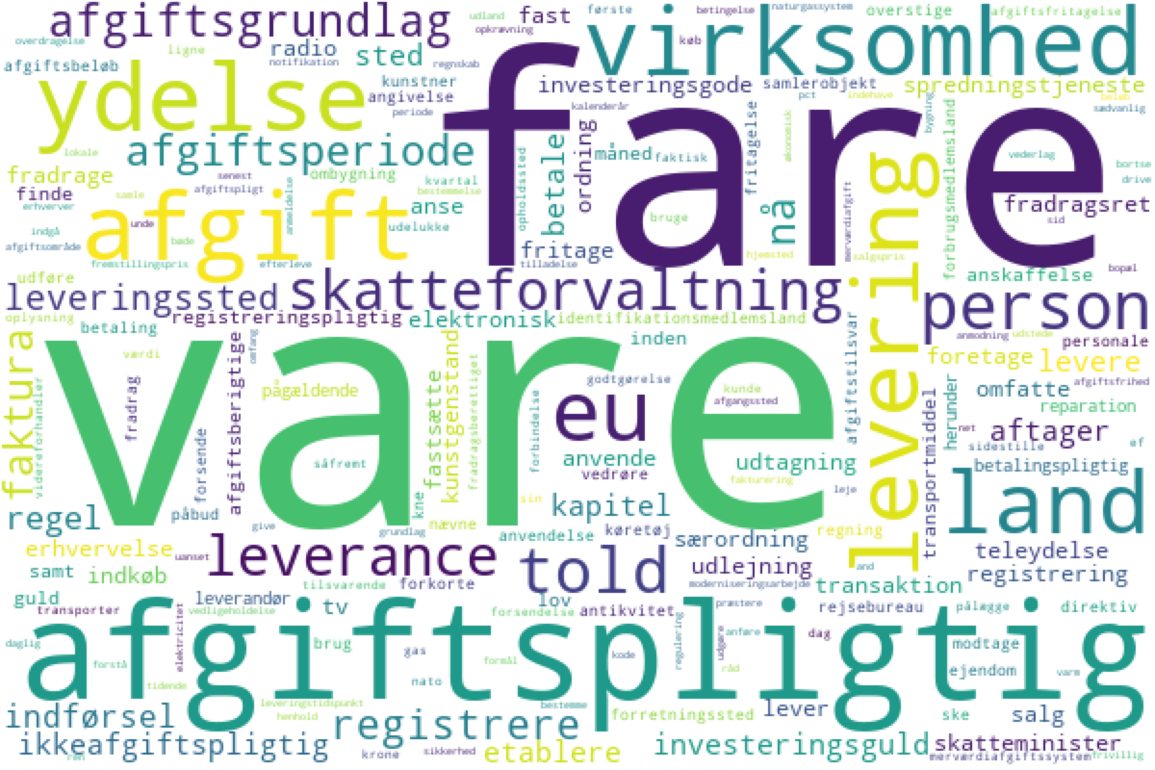 afgiftsgrundlag
fast
virksomhed
første
betingelse
naturgassystem
overstige
afgiftsfritagelse
udland
opkrævning
køb
overdragelse
ligne
radio
notifikation
sted
regnskab
afgiftsbeløb
ydelse
kunstner
angivelse
periode
fare
investeringsgode
samlerobjekt
spredningstjeneste
kalenderår
pct
indehave
sædvanlig
bygning
afgiftsperiode
lokale
fradrage
senest
afgiftspligt
ombygning
bestemmelse
kvartal
opholdssted
betale
ordning
måned
faktisk
fritagelse
økonomisk
vederlag
bortse
drive
finde
erhverver
samle
afgift
anmeldelse
anse
udelukke
bruge
nå
merværdiafgift
levering
forbrugsmedlemsland
fradragsret
sid
indgå
afgiftsområde
unde
bøde
fritage
tilladelse
hjemsted
salgspris
bopæl
udføre
fremstillingspris
efterleve
anskaffelse
leveringssted
skatteforvaltning
person
oplysning
betaling
registreringspligtig
elektronisk
identifikationsmedlemsland
anmodning
udstede
personale
faktura
videreforhandler
værdi
vare
omfang
inden
afgiftstilsvar
foretage
levere
fradrag
afgiftsberigtige
pågældende
fastsætte
kunstgenstand
fradragsberettiget
godtgørelse
kunde
afgangssted
eu
transportmiddel
herunder
omfatte
afgiftsfrihed
reparation
forsende
såfremt
forbindelse
anvende
vedrøre
udtagning
fakturering
net
aftager
ef
sidestille
betalingspligtig
regel
påbud
give
kne
grundlag
nævne
sin
kapitel
leje
land
erhvervelse
uanset
leverance
anvendelse
køretøj
særordning
regning
and
teleydelse
samt
indkøb
tilsvarende
forkorte
told
udlejning
moderniseringsarbejde
transaktion
registrering
guld
transporter
leverandør
vedligeholdelse
tv
forsendelse
lov
antikvitet
præstere
rejsebureau
pålægge
direktiv
afgiftspligtig
daglig
forstå
elektricitet
brug
gas
formål
kode
regulering
udgøre
anføre
dag
råd
modtage
ejendom
varm
tidende
leveringstidspunkt
henhold
nato
bestemme
indførsel
registrere
forretningssted
lever
ske
salg
ikkeafgiftspligtig
ren
krone
sikkerhed
etablere
investeringsguld
skatteminister
merværdiafgiftssystem
frivillig